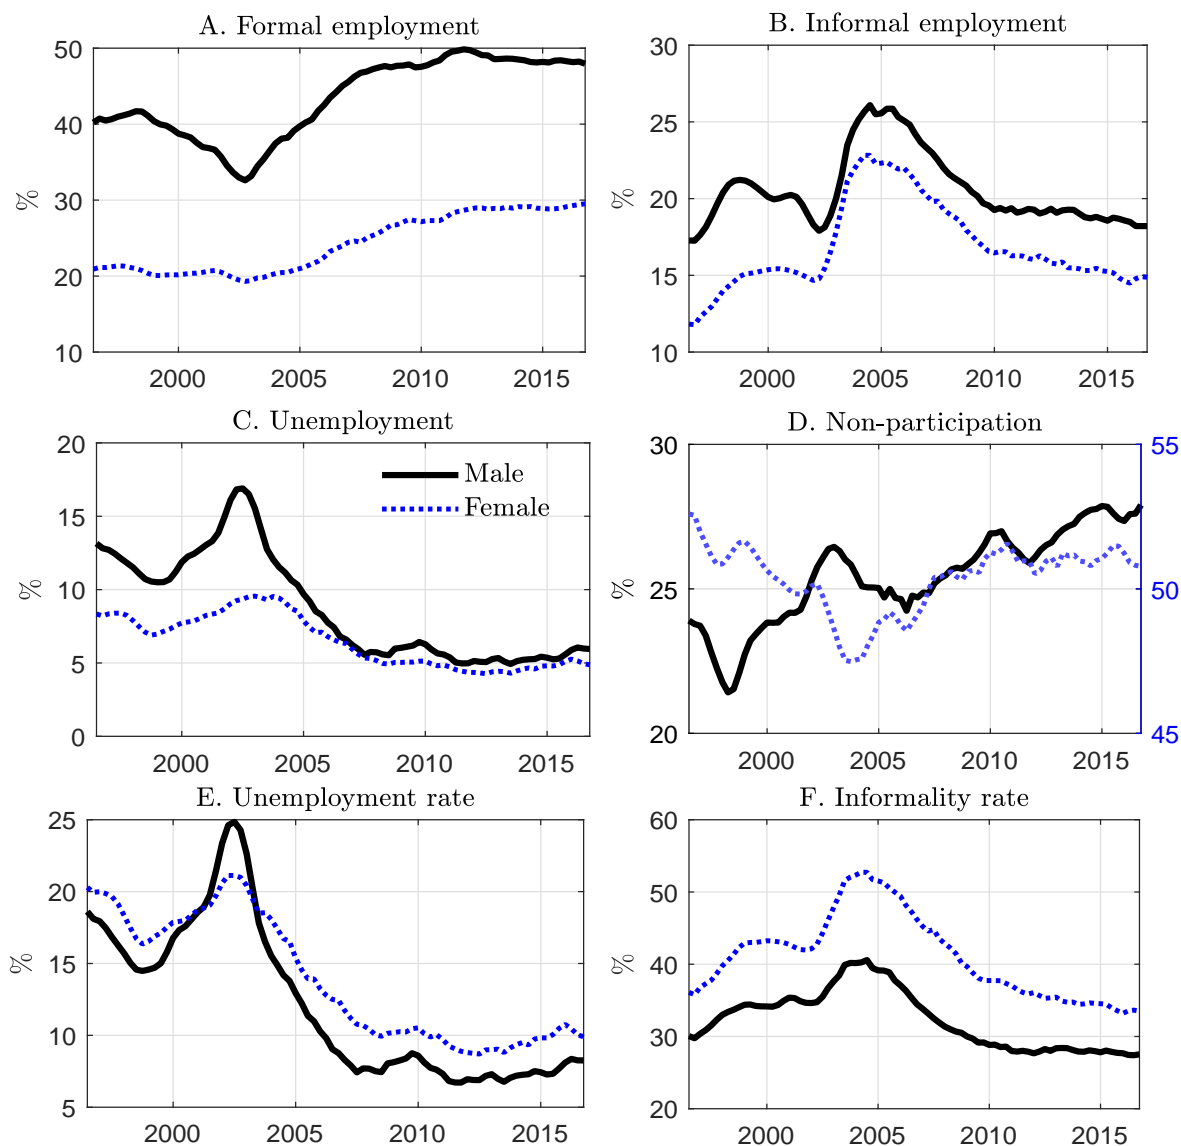 A. Formal employment
50
40
30
20
10
%
2000 2005 2010 2015
B. Informal employment
30
25
20
15
10
%
2000 2005 2010 2015
C. Unemployment
20
15
10
5
0
%
Male
Female
2000 2005 2010 2015
D. Non-participation
30
25
20
%
55
50
45
2000 2005 2010 2015
E. Unemployment rate
25
20
15
10
5
%
2000 2005 2010 2015
F. Informality rate
60
50
40
30
20
%
2000 2005 2010 2015